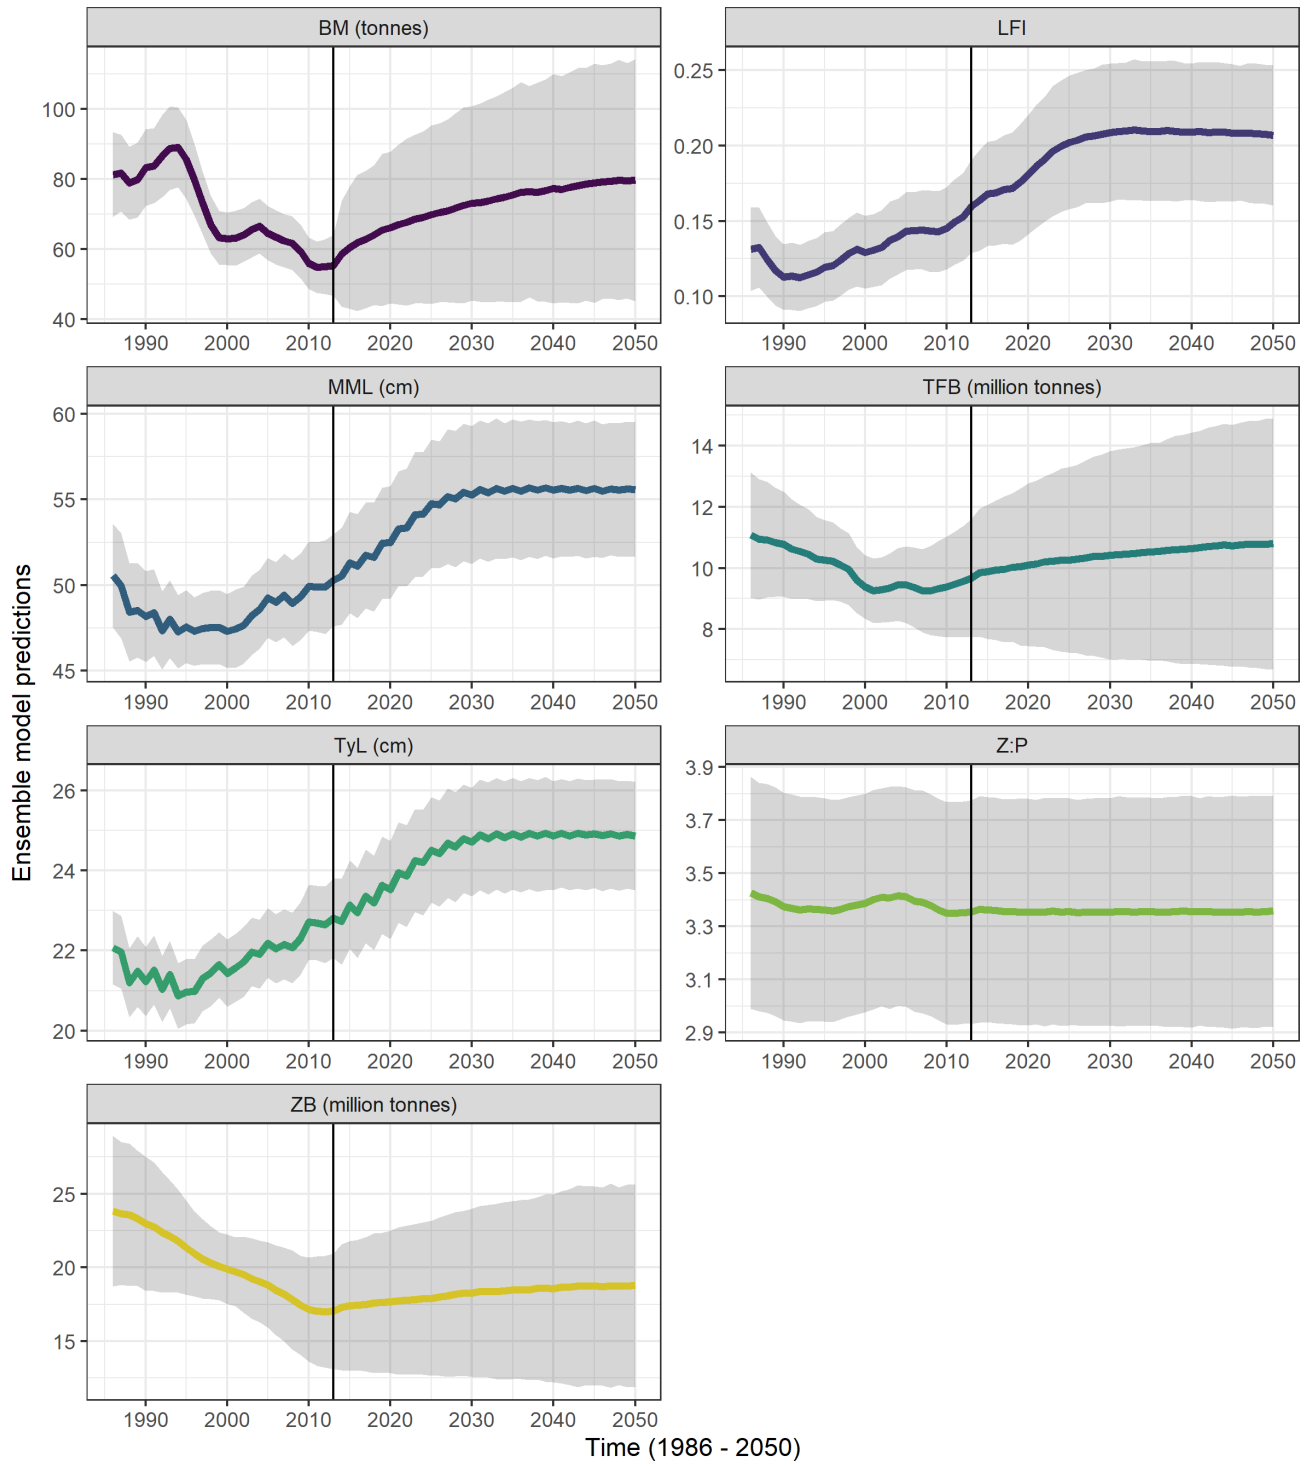 BM (tonnes)
100
80
60
40
1990 2000 2010 2020 2030 2040 2050
LFI
0.25
0.20
0.15
0.10
1990 2000 2010 2020 2030 2040 2050
MML (cm)
60
55
50
45
1990 2000 2010 2020 2030 2040 2050
TFB (million tonnes)
14
12
10
8
1990 2000 2010 2020 2030 2040 2050
TyL (cm)
26
24
22
20
1990 2000 2010 2020 2030 2040 2050
Z:P
3.9
3.7
3.5
3.3
3.1
2.9
1990 2000 2010 2020 2030 2040 2050
ZB (million tonnes)
25
20
15
1990 2000 2010 2020 2030 2040 2050
Ensemble model predictions
Time (1986 - 2050)